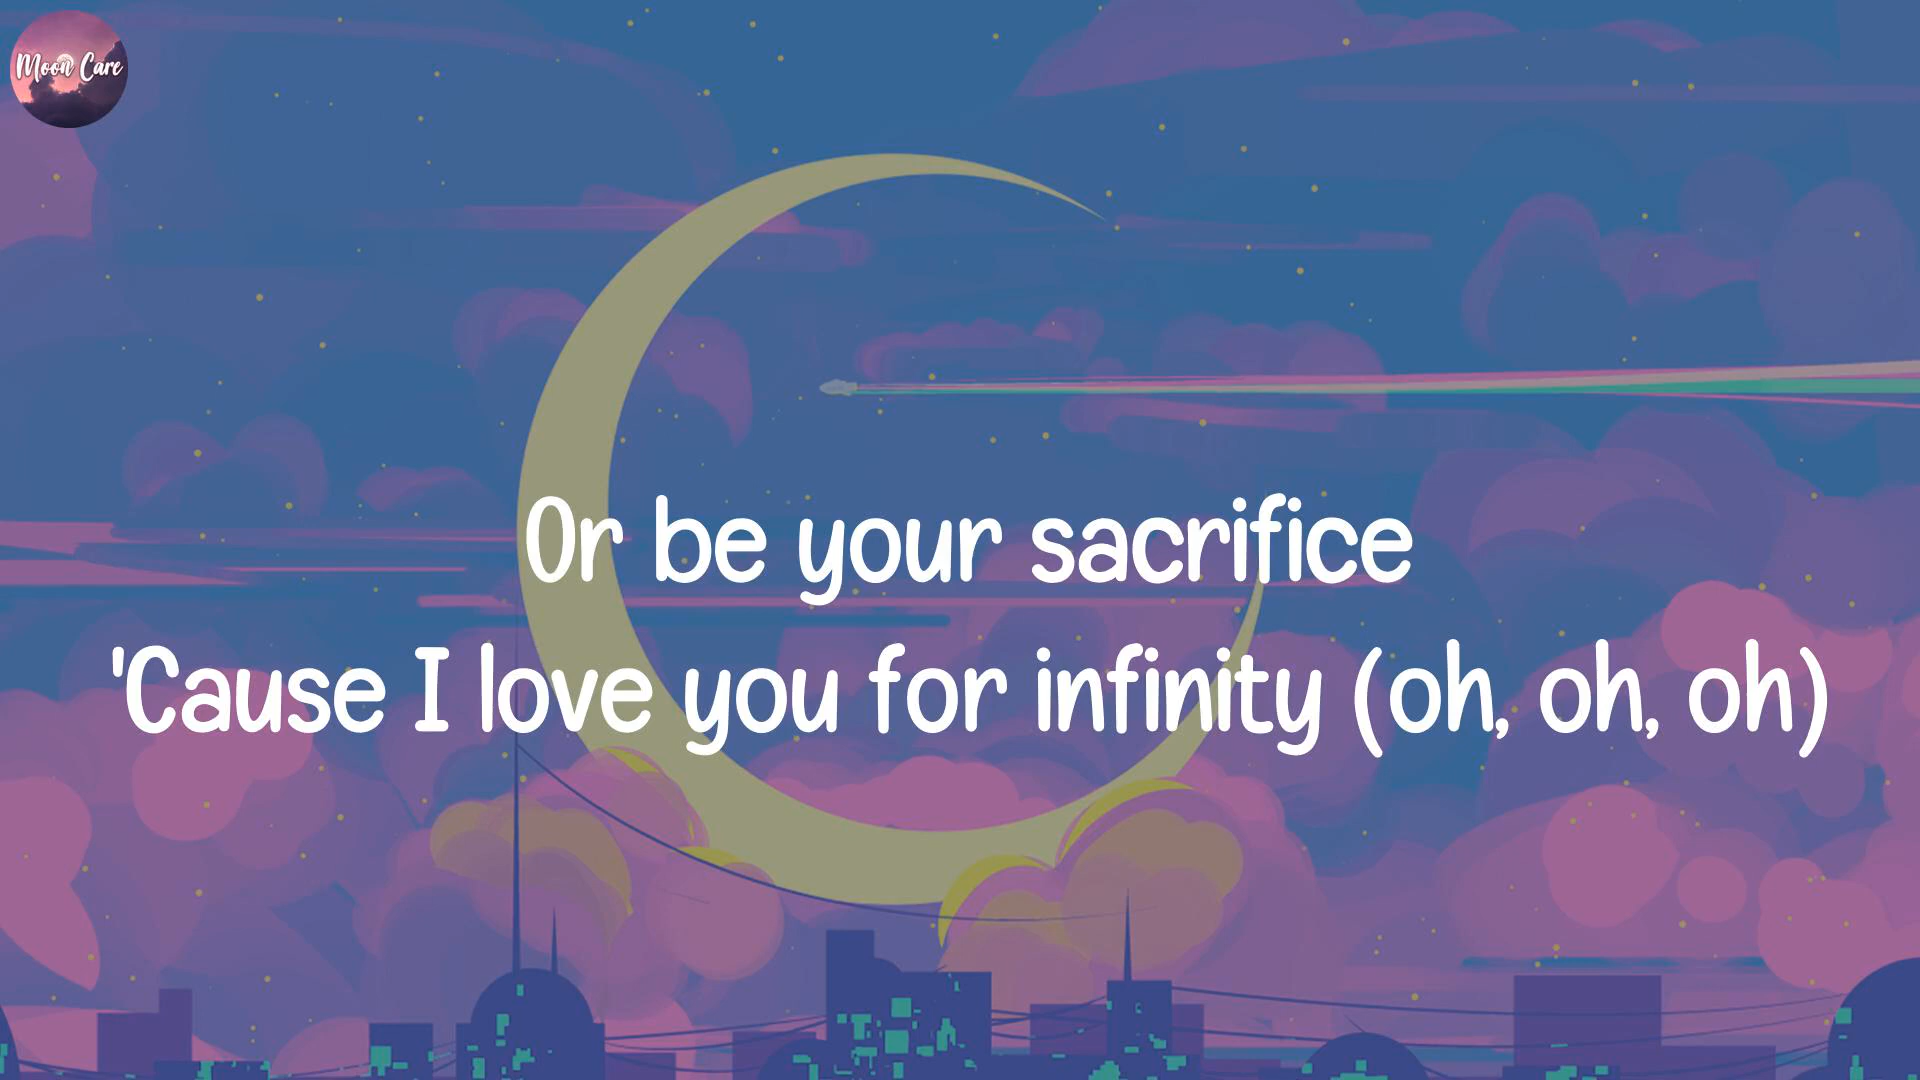 Moon Care
Or be your sacrifice
'Cause I love you for infinity (oh, oh, oh)